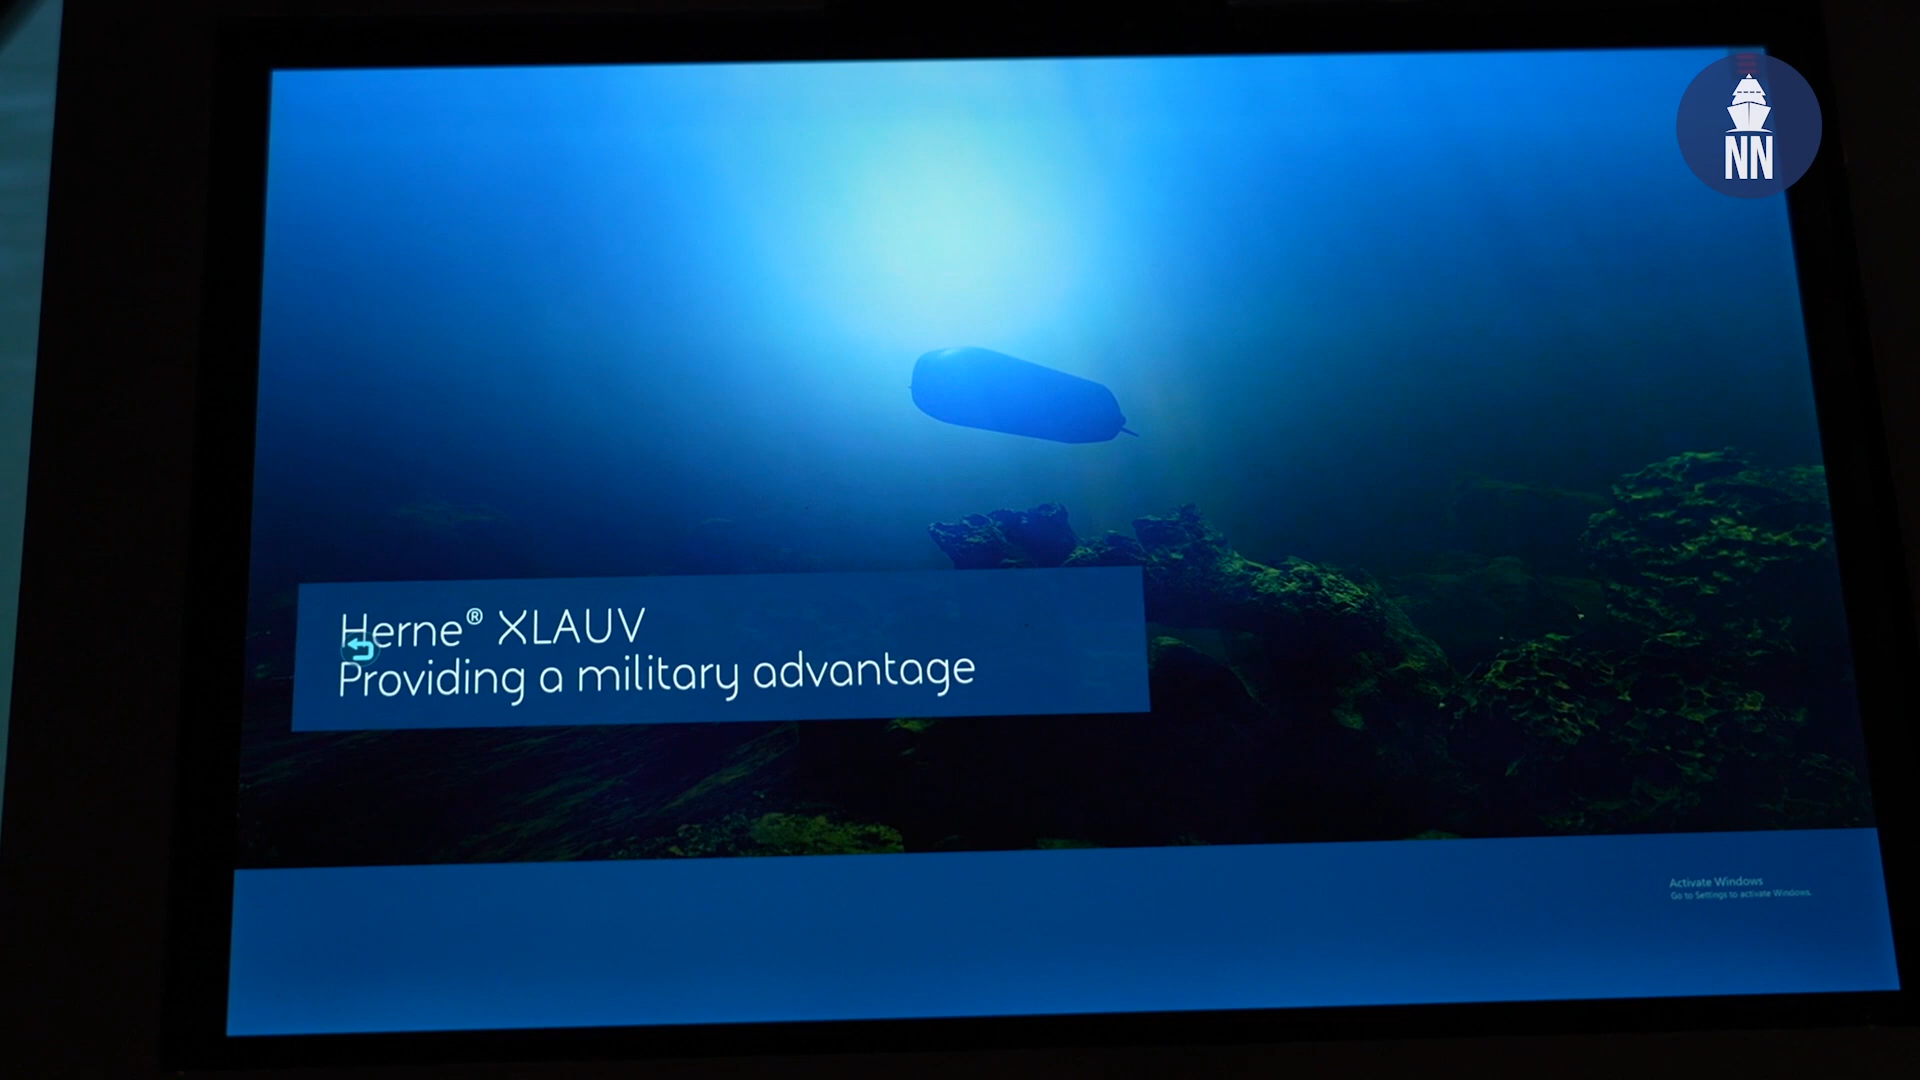 NN
Herne® XLAUV
Providing a military advantage
Activate Windows
Go to Settings to activate Windows.